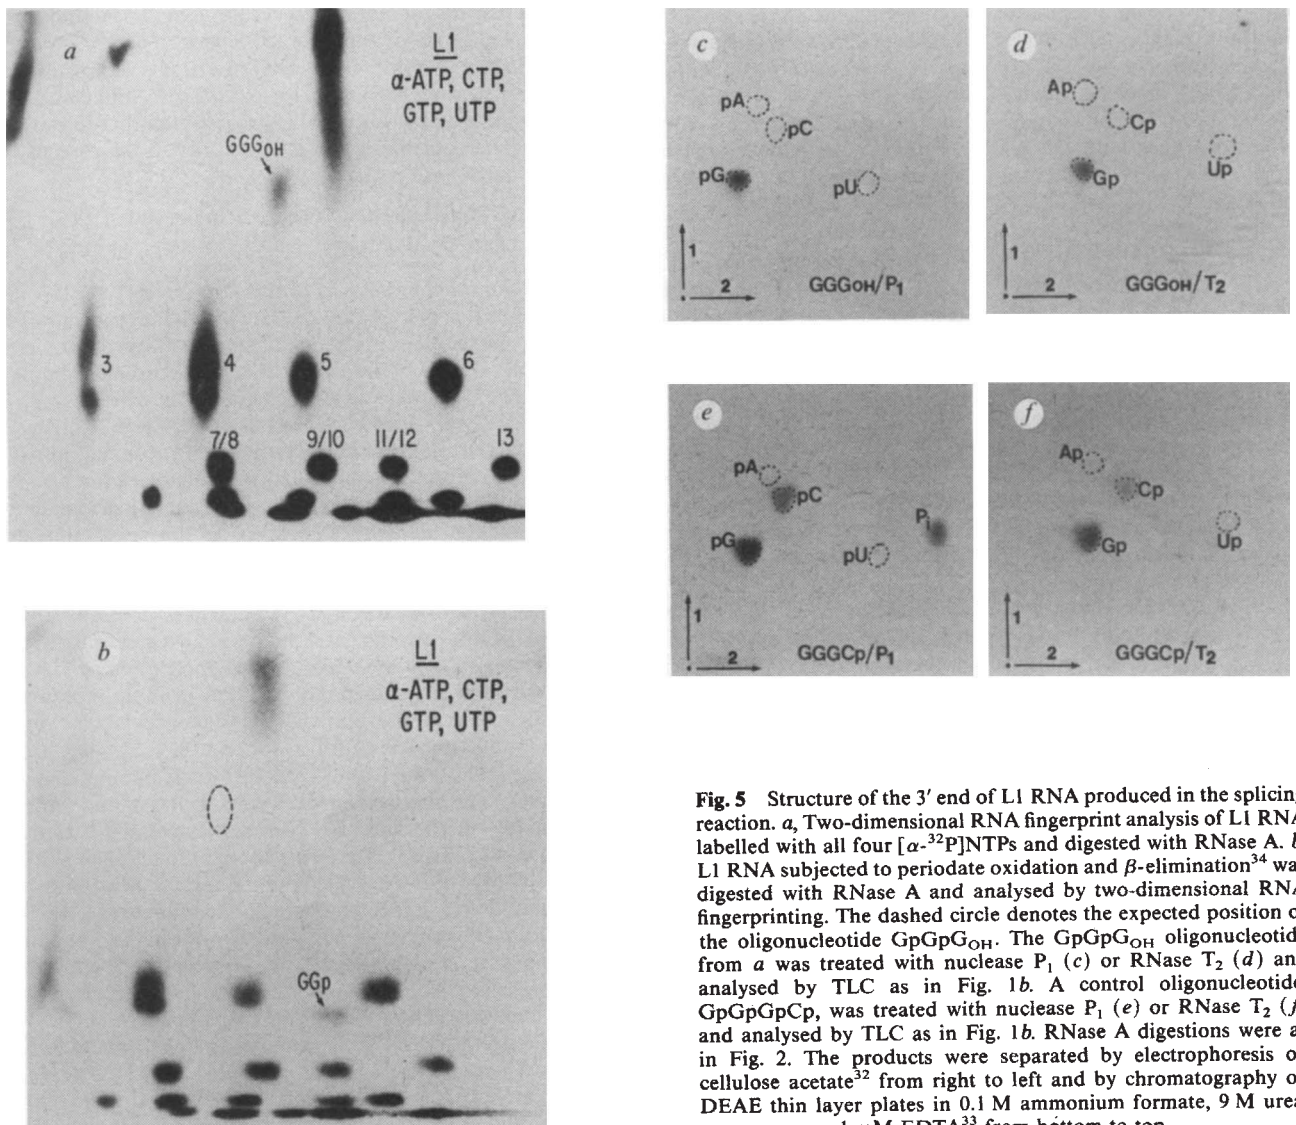 a
L1
α-ATP, CTP,
GTP, UTP
GGG_OH
3
4
5
6
7/8
9/10
11/12
13
b
L1
α-ATP, CTP,
GTP, UTP
GGp
c
pA
pC
pG
pU
1
2
GGGOH/P₁
d
Ap
Cp
Gp
Up
1
2
GGGOH/T₂
e
pA
pC
pG
pU
Pᵢ
1
2
GGGCp/P₁
f
Ap
Cp
Gp
Up
1
2
GGGCp/T₂
Fig. 5 Structure of the 3′ end of L1 RNA produced in the splicin
reaction. a, Two-dimensional RNA fingerprint analysis of L1 RNA
labelled with all four [α-³²P]NTPs and digested with RNase A.
L1 RNA subjected to periodate oxidation and β-elimination³⁴ wa
digested with RNase A and analysed by two-dimensional RNA
fingerprinting. The dashed circle denotes the expected position o
the oligonucleotide GpGpG_OH. The GpGpG_OH oligonucleotid
from a was treated with nuclease P₁ (c) or RNase T₂ (d) an
analysed by TLC as in Fig. 1b. A control oligonucleotide
GpGpGpCp, was treated with nuclease P₁ (e) or RNase T₂ (f
and analysed by TLC as in Fig. 1b. RNase A digestions were a
in Fig. 2. The products were separated by electrophoresis o
cellulose acetate³² from right to left and by chromatography o
DEAE thin layer plates in 0.1 M ammonium formate, 9 M urea
EDTA³³ from bottom to top